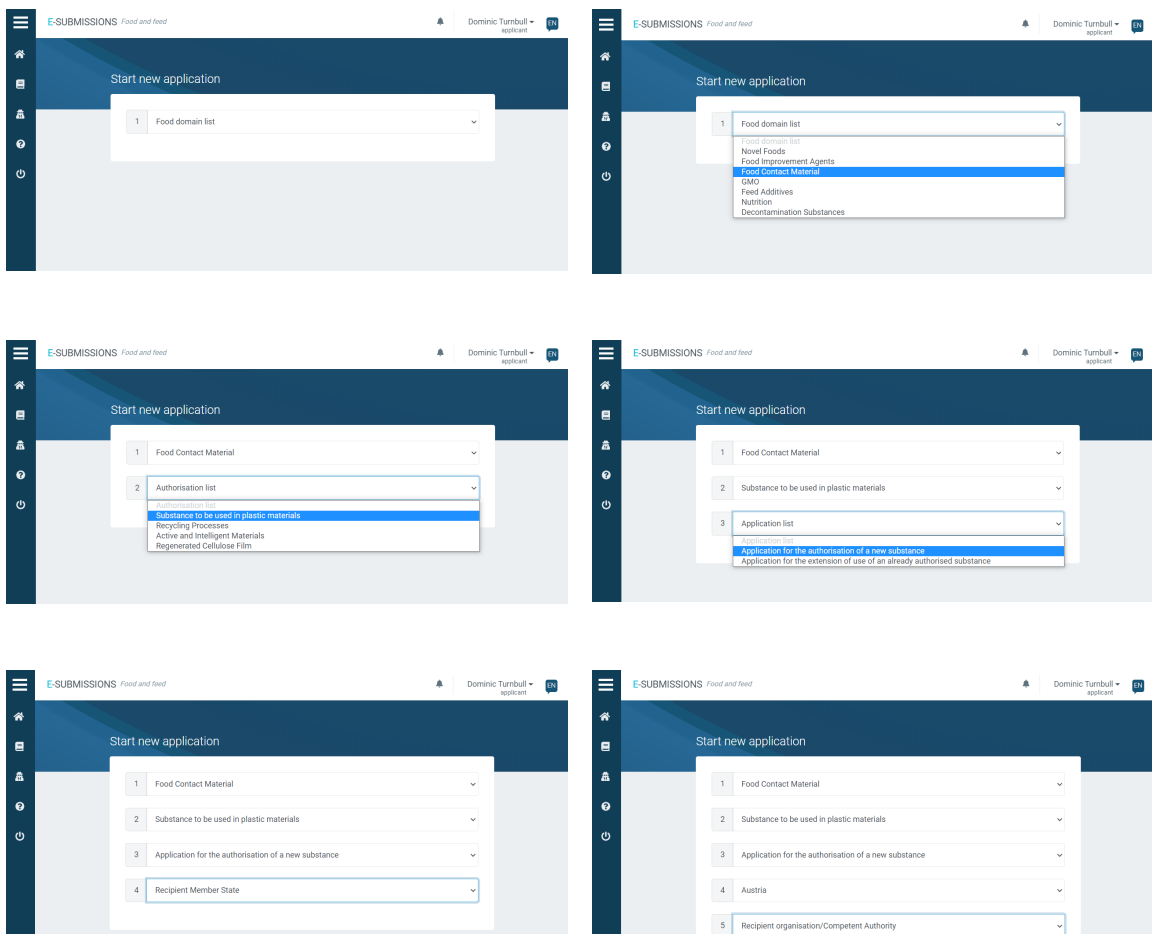 E-SUBMISSIONS Food and feed
Dominic Turnbull
applicant
EN
Start new application
1 Food domain list
E-SUBMISSIONS Food and feed
Dominic Turnbull
applicant
EN
Start new application
1 Food domain list
Food domain list
Novel Foods
Food Improvement Agents
Food Contact Material
GMO
Feed Additives
Nutrition
Decontamination Substances
E-SUBMISSIONS Food and feed
Dominic Turnbull
applicant
EN
Start new application
1 Food Contact Material
2 Authorisation list
Authorisation list
Substance to be used in plastic materials
Recycling Processes
Active and Intelligent Materials
Regenerated Cellulose Film
E-SUBMISSIONS Food and feed
Dominic Turnbull
applicant
EN
Start new application
1 Food Contact Material
2 Substance to be used in plastic materials
3 Application list
Application list
Application for the authorisation of a new substance
Application for the extension of use of an already authorised substance
E-SUBMISSIONS Food and feed
Dominic Turnbull
applicant
EN
Start new application
1 Food Contact Material
2 Substance to be used in plastic materials
3 Application for the authorisation of a new substance
4 Recipient Member State
E-SUBMISSIONS Food and feed
Dominic Turnbull
applicant
EN
Start new application
1 Food Contact Material
2 Substance to be used in plastic materials
3 Application for the authorisation of a new substance
4 Austria
5 Recipient organisation/Competent Authority